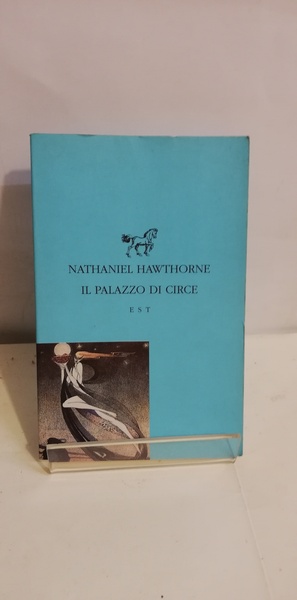 NATHANIEL HAWTHORNE
IL PALAZZO DI CIRCE
EST